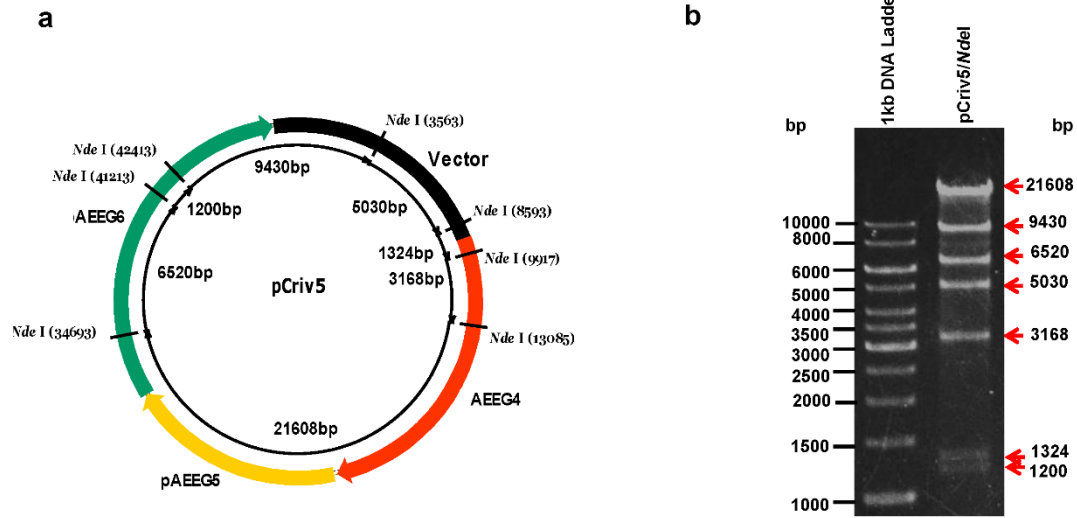 a
Nde I (3563)
Nde I (42413)
Nde I (41213)
9430bp
Vector
1200bp
5030bp
Nde I (8593)
AEEG6
1324bp
Nde I (9917)
3168bp
6520bp
pCriv5
Nde I (34693)
Nde I (13085)
AEEG4
21608bp
pAEEG5
b
1kb DNA Ladder
pCriv5/NdeI
bp
bp
10000
8000
6000
5000
4000
3500
3000
2500
2000
1500
1000
21608
9430
6520
5030
3168
1324
1200